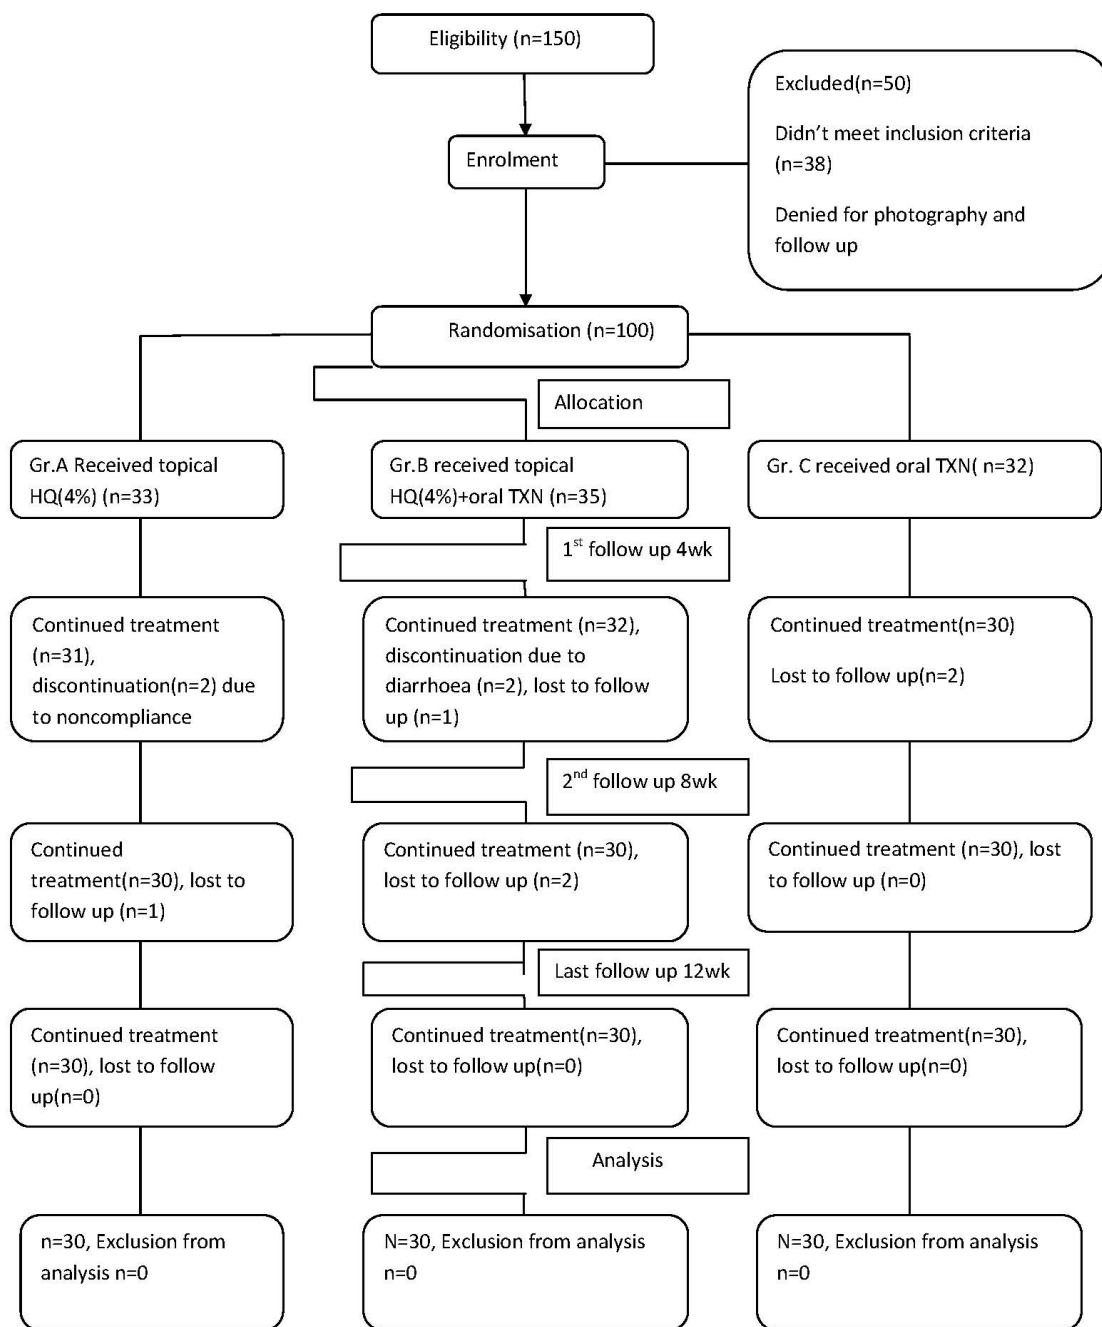 Eligibility (n=150)
Excluded(n=50)
Didn't meet inclusion criteria
(n=38)
Denied for photography and
follow up
Enrolment
Randomisation (n=100)
Allocation
Gr.A Received topical
HQ(4%) (n=33)
Gr.B received topical
HQ(4%)+oral TXN (n=35)
Gr. C received oral TXN( n=32)
1st follow up 4wk
Continued treatment
(n=31),
discontinuation(n=2) due
to noncompliance
Continued treatment (n=32),
discontinuation due to
diarrhoea (n=2), lost to follow
up (n=1)
Continued treatment(n=30)
Lost to follow up(n=2)
2nd follow up 8wk
Continued
treatment(n=30), lost to
follow up (n=1)
Continued treatment (n=30),
lost to follow up (n=2)
Continued treatment (n=30), lost
to follow up (n=0)
Last follow up 12wk
Continued treatment
(n=30), lost to follow
up(n=0)
Continued treatment(n=30),
lost to follow up(n=0)
Continued treatment(n=30),
lost to follow up(n=0)
Analysis
n=30, Exclusion from
analysis n=0
N=30, Exclusion from analysis
n=0
N=30, Exclusion from analysis
n=0